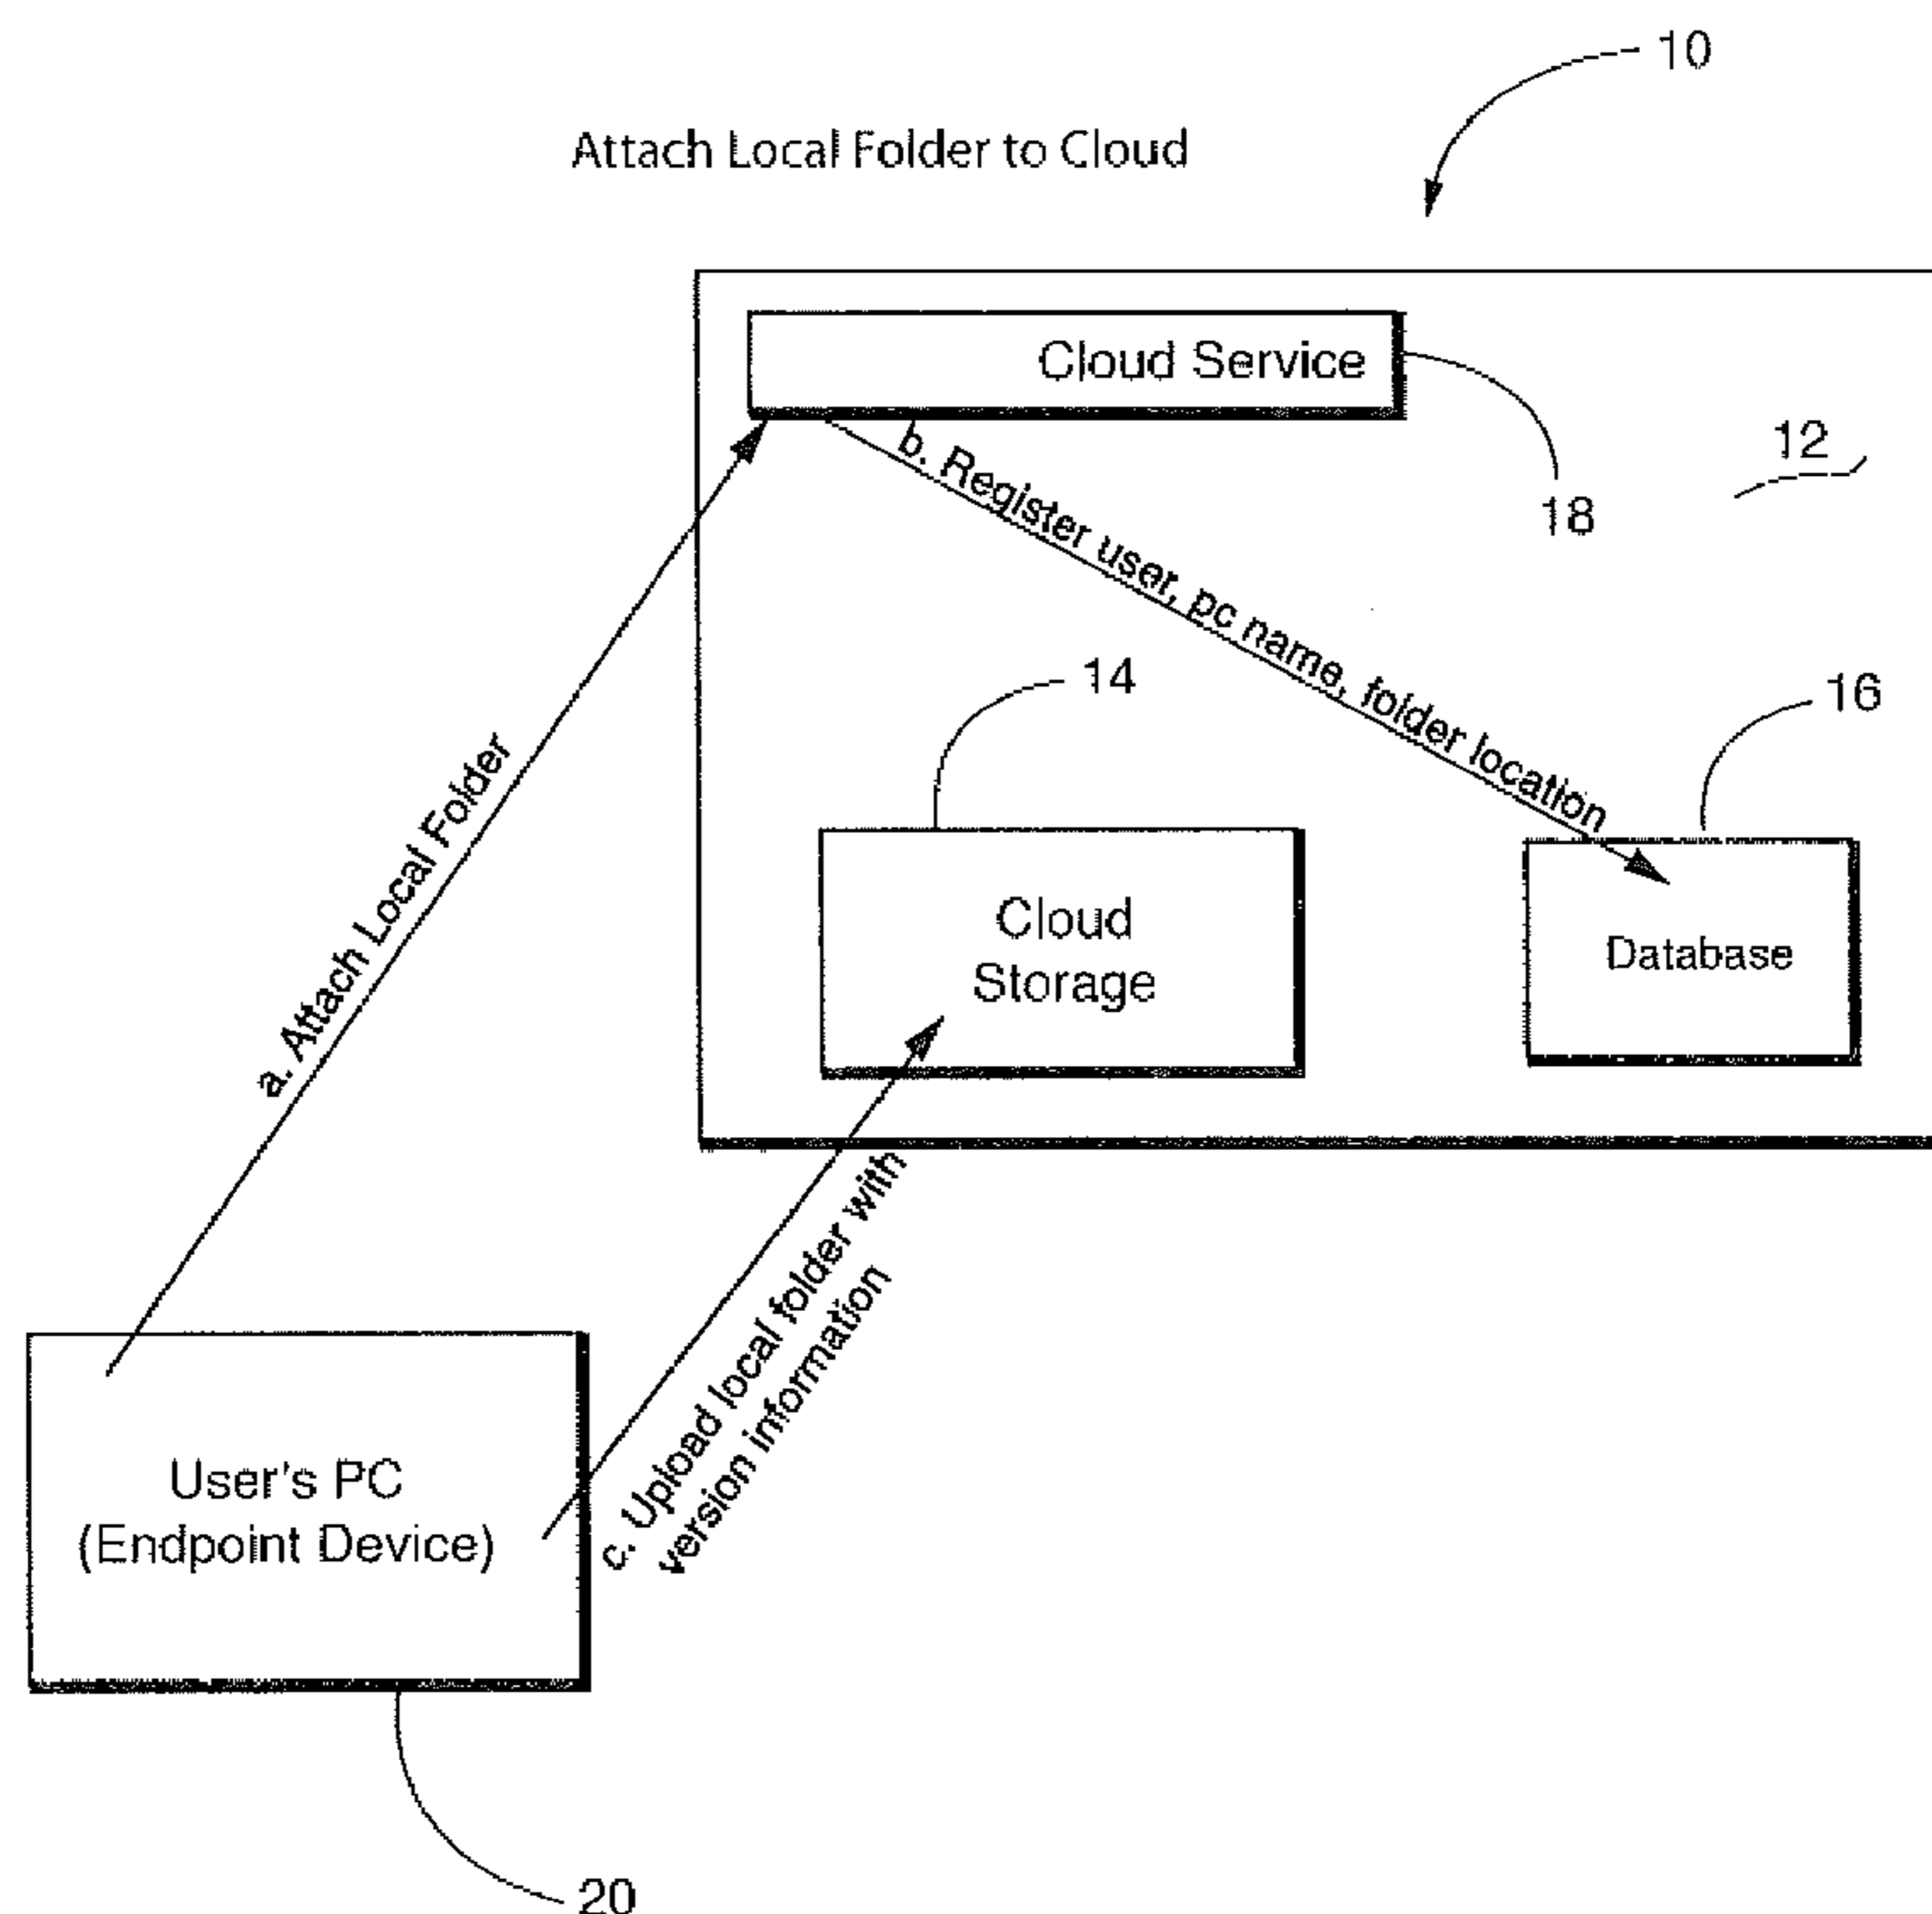 10
Attach Local Folder to Cloud
Cloud Service
18
12
b. Register user, pc name, folder location
14
16
Cloud
Storage
Database
a. Attach Local Folder
c. Upload local folder with
version information
User's PC
(Endpoint Device)
20